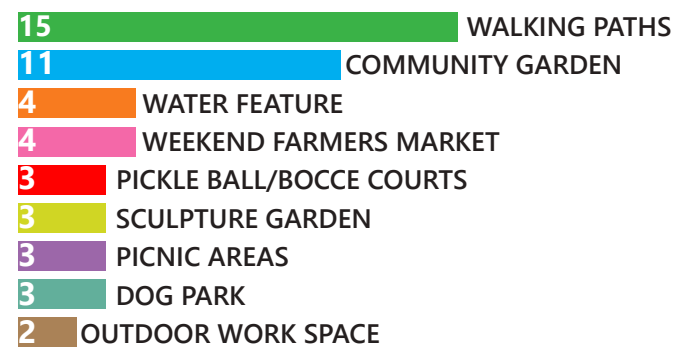 15 WALKING PATHS
11 COMMUNITY GARDEN
4 WATER FEATURE
4 WEEKEND FARMERS MARKET
3 PICKLE BALL/BOCCE COURTS
3 SCULPTURE GARDEN
3 PICNIC AREAS
3 DOG PARK
2 OUTDOOR WORK SPACE